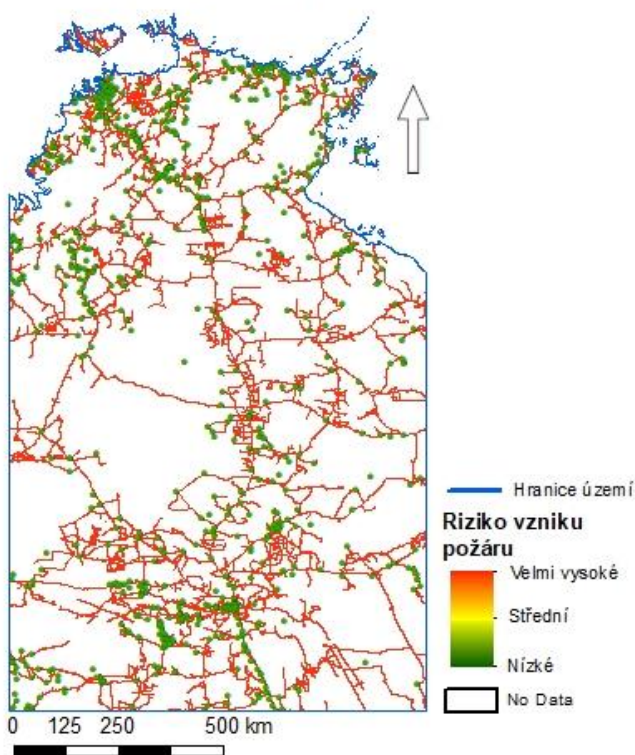 Hranice území
Riziko vzniku
požáru
Velmi vysoké
Střední
Nízké
No Data
0 125 250 500 km